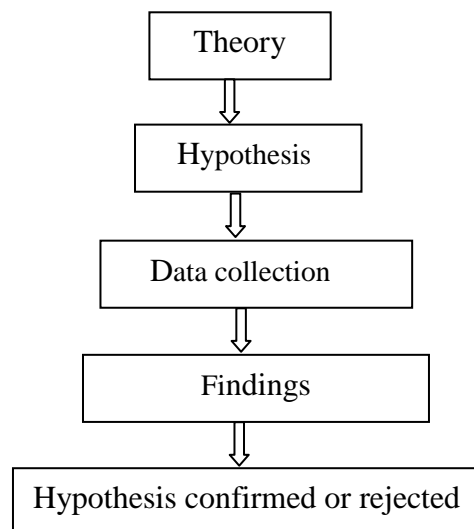 Theory
Hypothesis
Data collection
Findings
Hypothesis confirmed or rejected